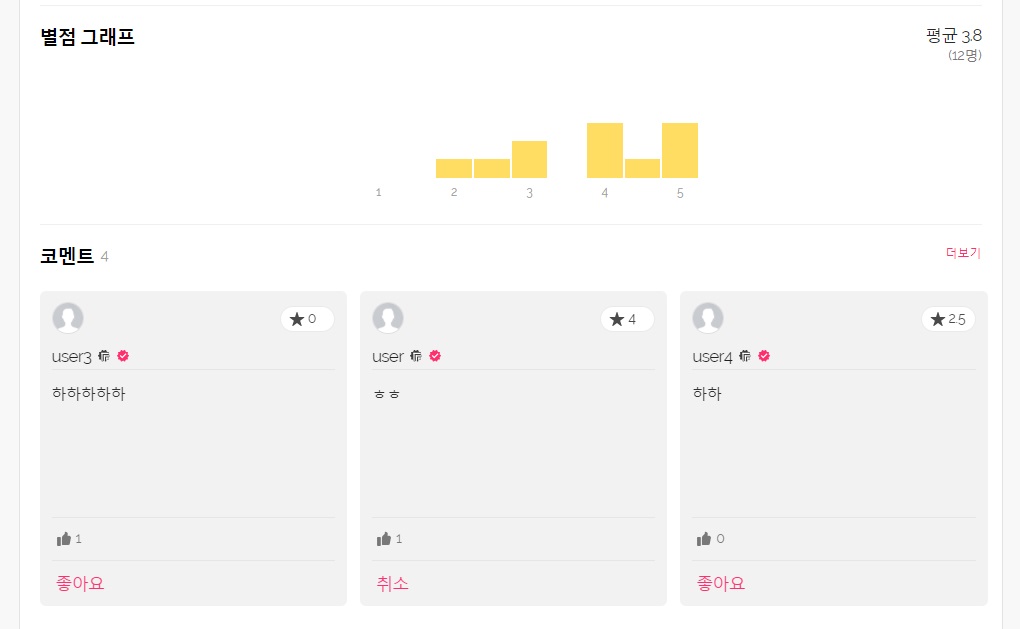 별점 그래프
평균 3.8
(12명)
1 2 3 4 5
코멘트 4
더보기
0
user3
하하하하하
1
좋아요
4
user
ㅎㅎ
1
취소
2.5
user4
하하
0
좋아요